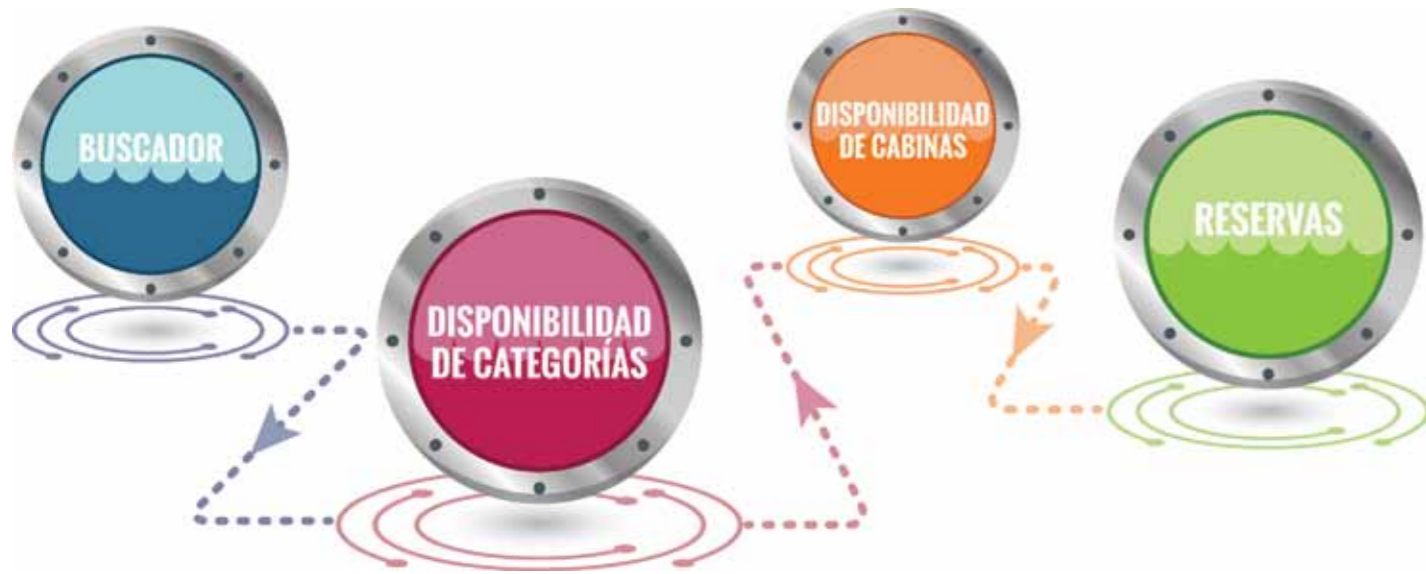 BUSCADOR
DISPONIBILIDAD
DE CATEGORÍAS
DISPONIBILIDAD
DE CABINAS
RESERVAS